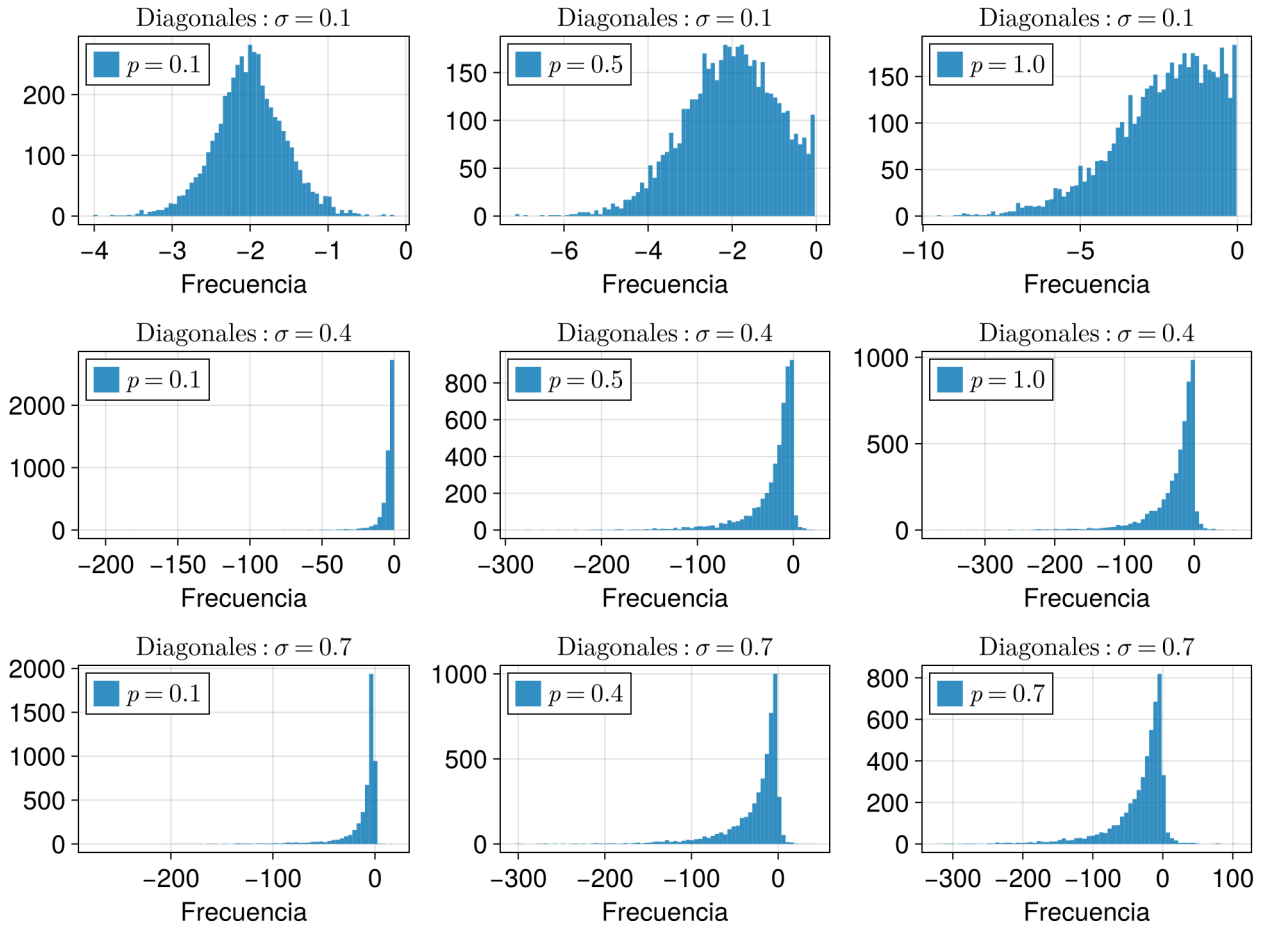 Diagonales : σ = 0.1
Diagonales : σ = 0.1
Diagonales : σ = 0.1
p = 0.1
p = 0.5
p = 1.0
200
100
0
150
100
50
0
150
100
50
0
−4 −3 −2 −1 0
−6 −4 −2 0
−10 −5 0
Frecuencia
Frecuencia
Frecuencia
Diagonales : σ = 0.4
Diagonales : σ = 0.4
Diagonales : σ = 0.4
p = 0.1
p = 0.5
p = 1.0
2000
1000
0
800
600
400
200
0
1000
500
0
−200 −150 −100 −50 0
−300 −200 −100 0
−300 −200 −100 0
Frecuencia
Frecuencia
Frecuencia
Diagonales : σ = 0.7
Diagonales : σ = 0.7
Diagonales : σ = 0.7
p = 0.1
p = 0.4
p = 0.7
2000
1500
1000
500
0
1000
500
0
800
600
400
200
0
−200 −100 0
−300 −200 −100 0
−300 −200 −100 0 100
Frecuencia
Frecuencia
Frecuencia